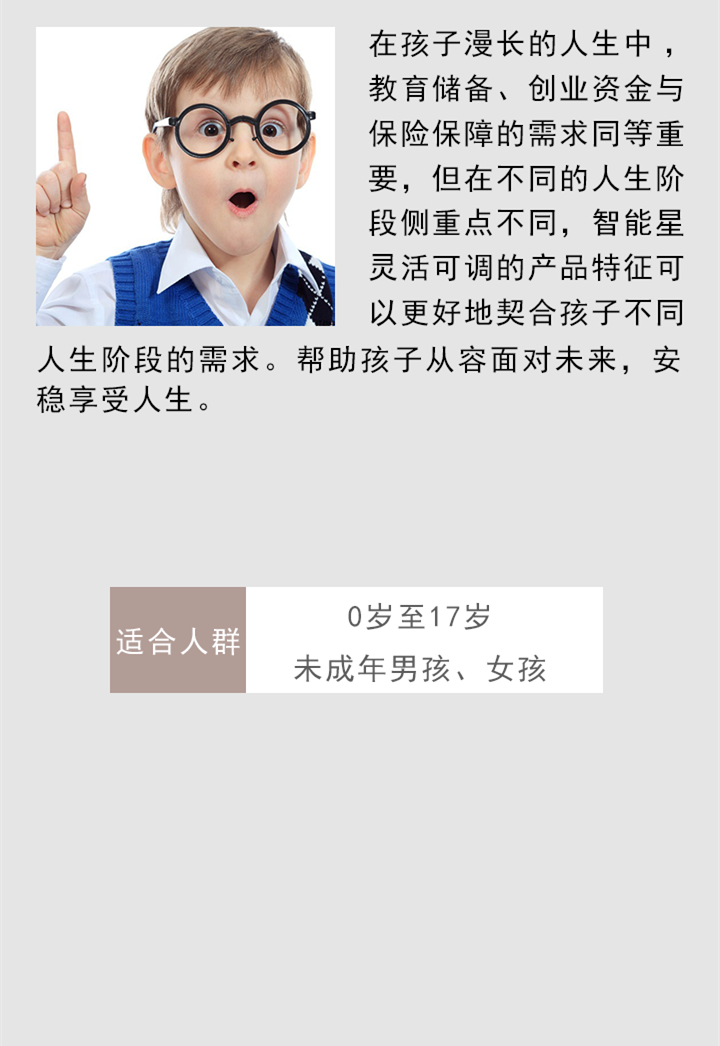 在孩子漫长的人生中，
教育储备、创业资金与
保险保障的需求同等重
要，但在不同的人生阶
段侧重点不同，智能星
灵活可调的产品特征可
以更好地契合孩子不同
人生阶段的需求。帮助孩子从容面对未来，安
稳享受人生。
适合人群
0岁至17岁
未成年男孩、女孩